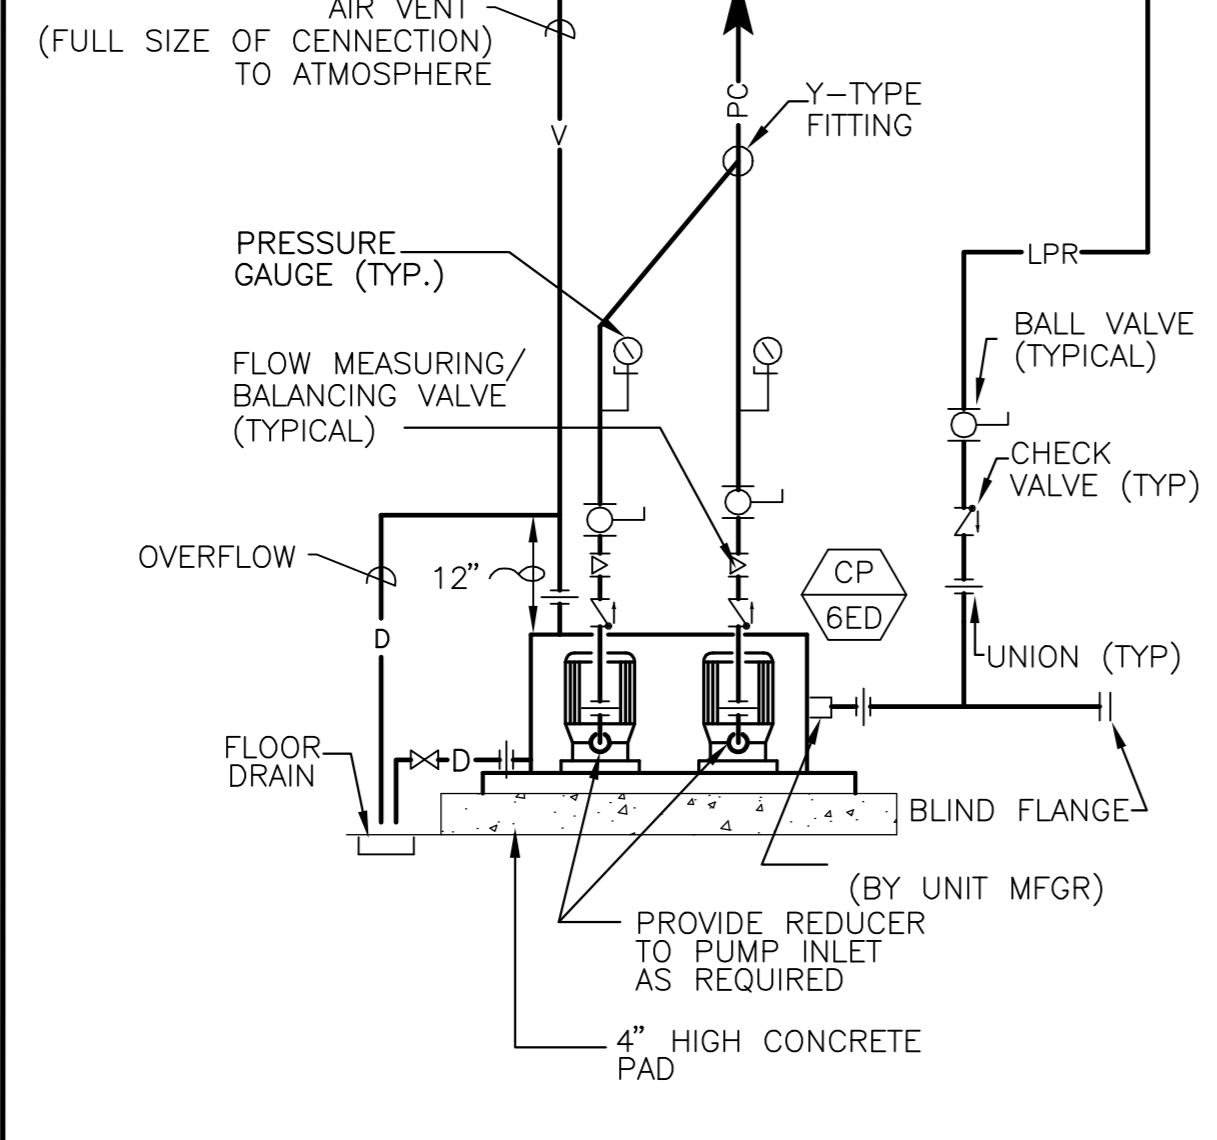 AIR VENT
(FULL SIZE OF CENNECTION)
TO ATMOSPHERE
V
PC
Y-TYPE
FITTING
PRESSURE
GAUGE (TYP.)
LPR
BALL VALVE
(TYPICAL)
FLOW MEASURING/
BALANCING VALVE
(TYPICAL)
CHECK
VALVE (TYP)
OVERFLOW
12”
CP
6ED
D
UNION (TYP)
FLOOR
DRAIN
D
BLIND FLANGE
(BY UNIT MFGR)
PROVIDE REDUCER
TO PUMP INLET
AS REQUIRED
4” HIGH CONCRETE
PAD